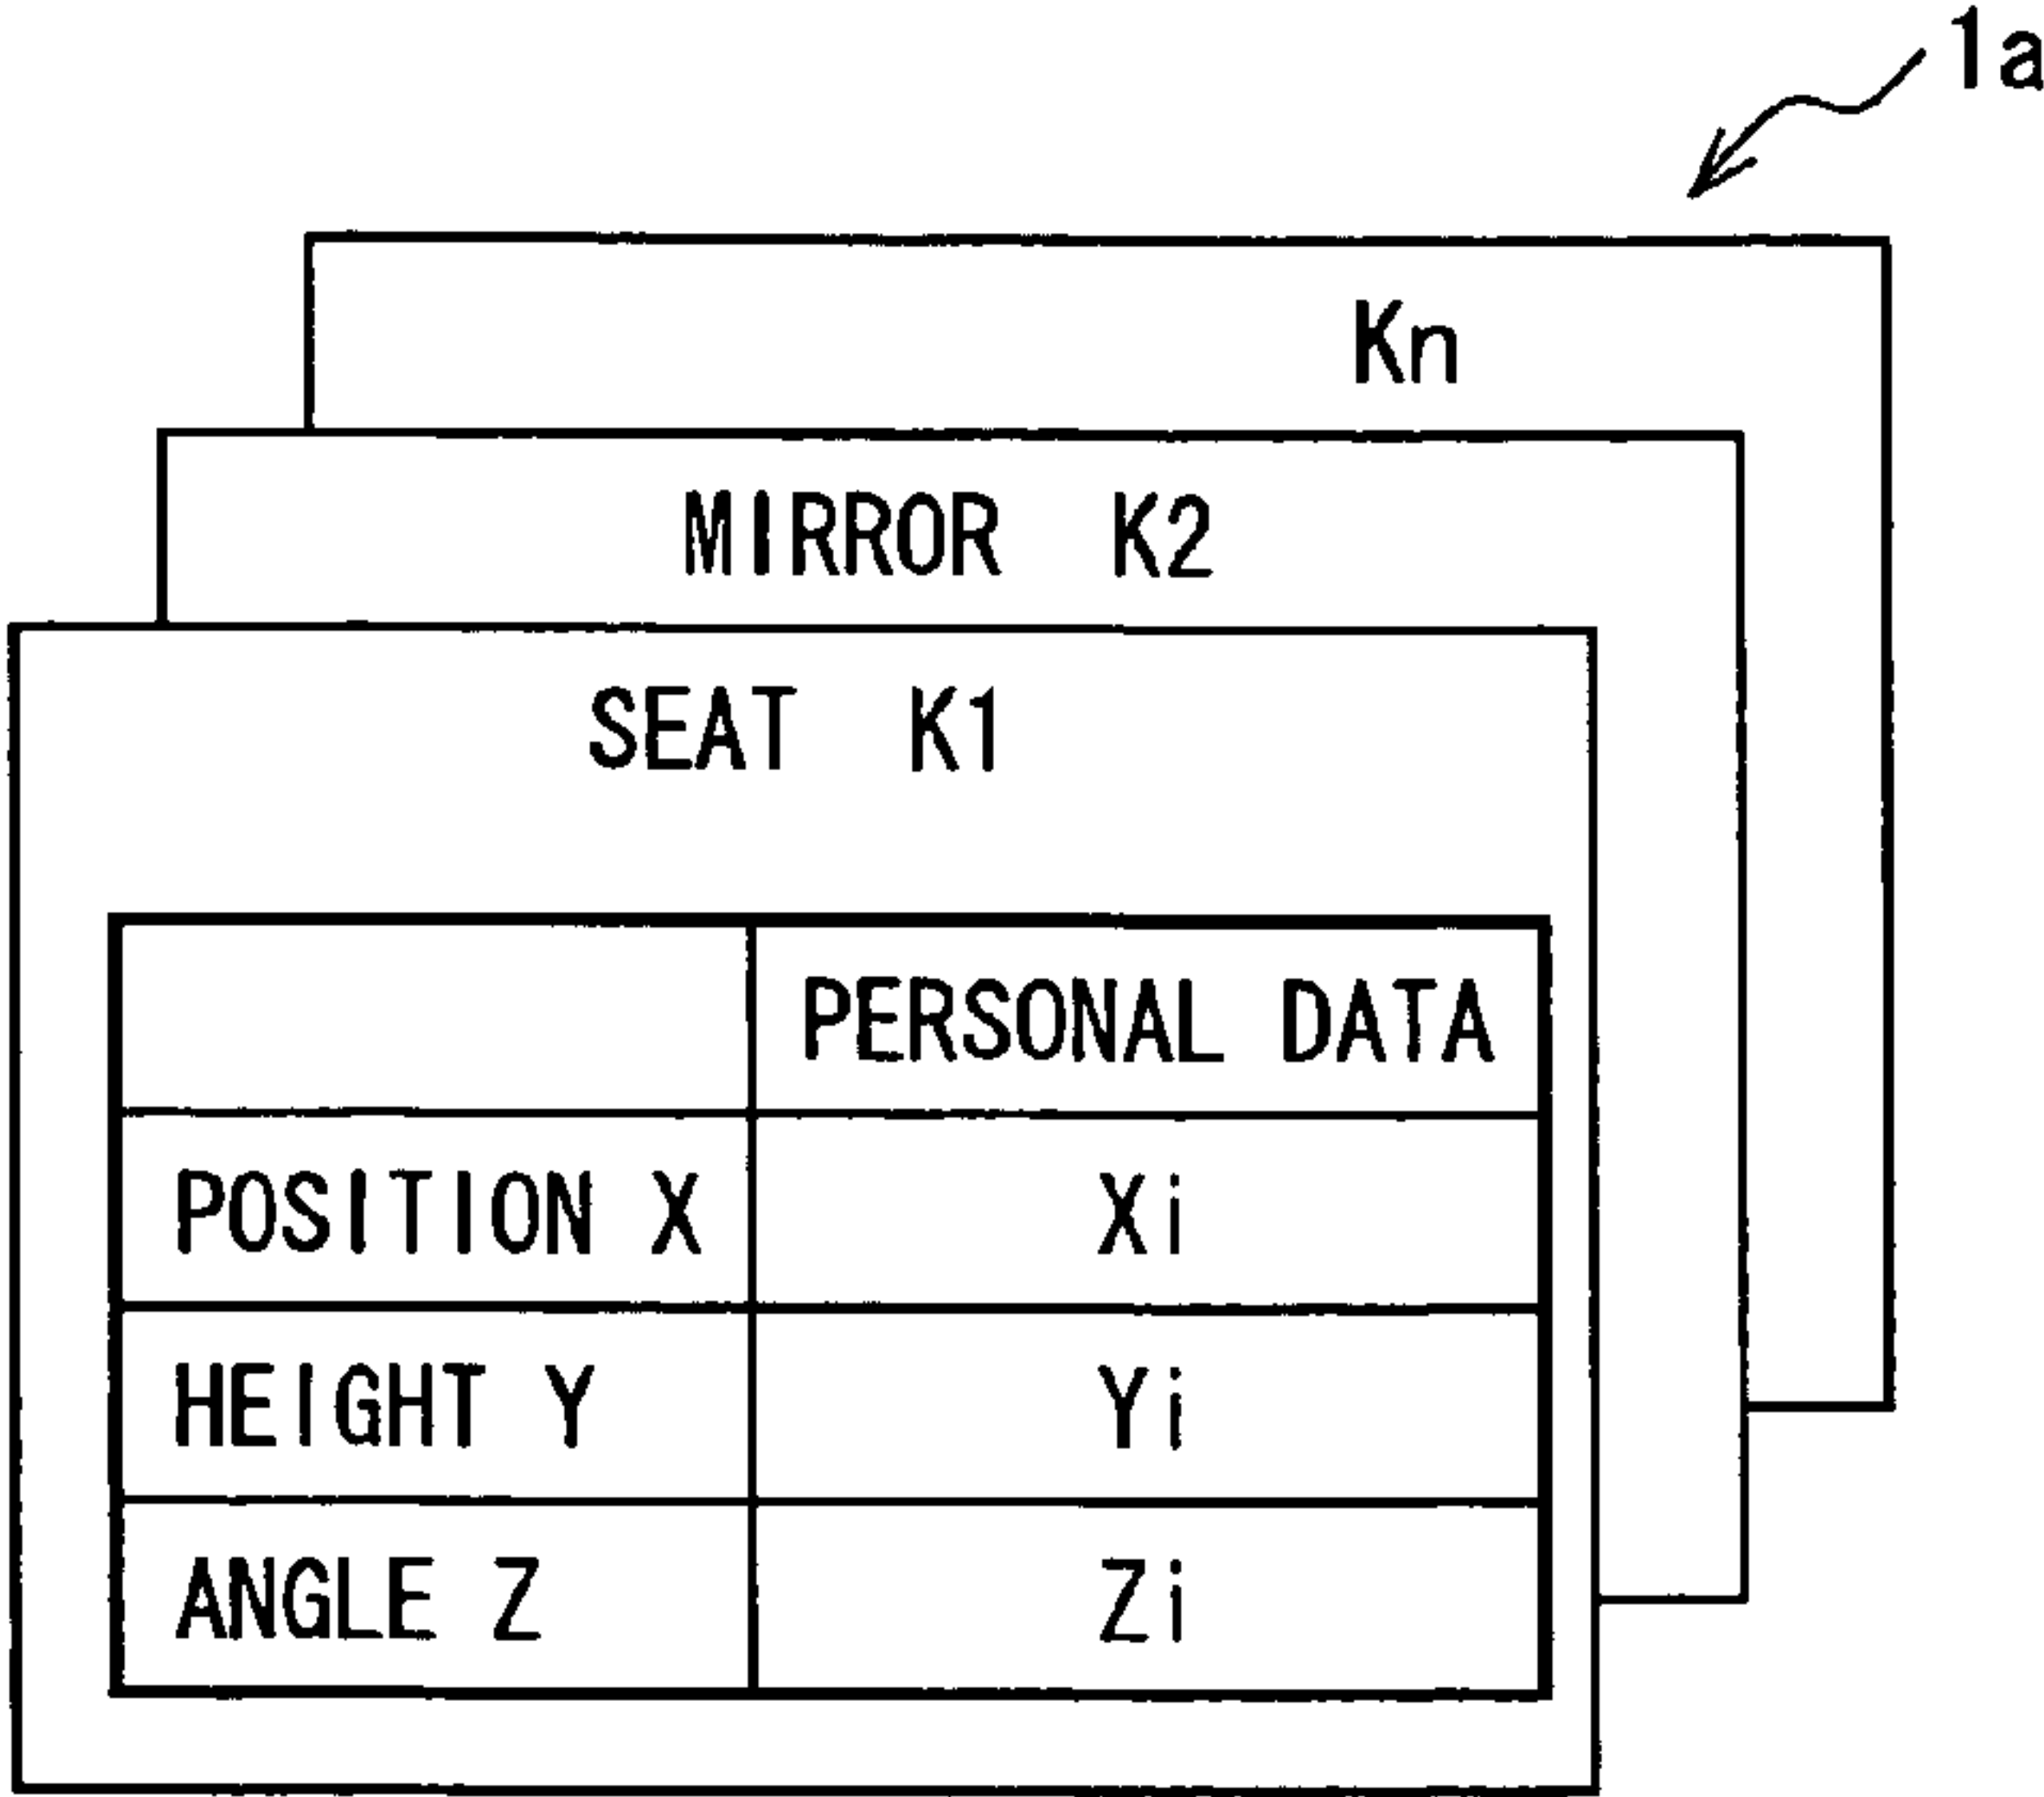 1a
Kn
MIRROR K2
SEAT K1
PERSONAL DATA
POSITION X Xi
HEIGHT Y Yi
ANGLE Z Zi